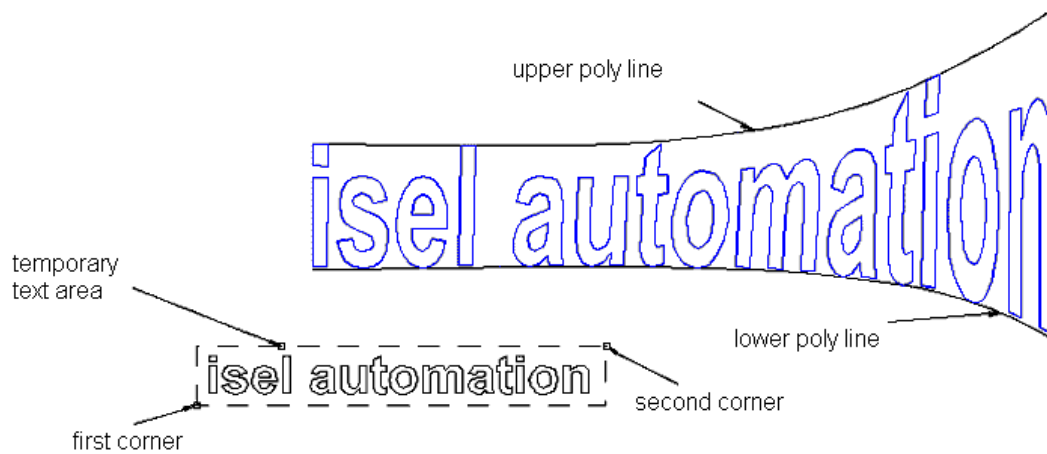 upper poly line
isel automation
temporary
text area
lower poly line
isel automation
second corner
first corner